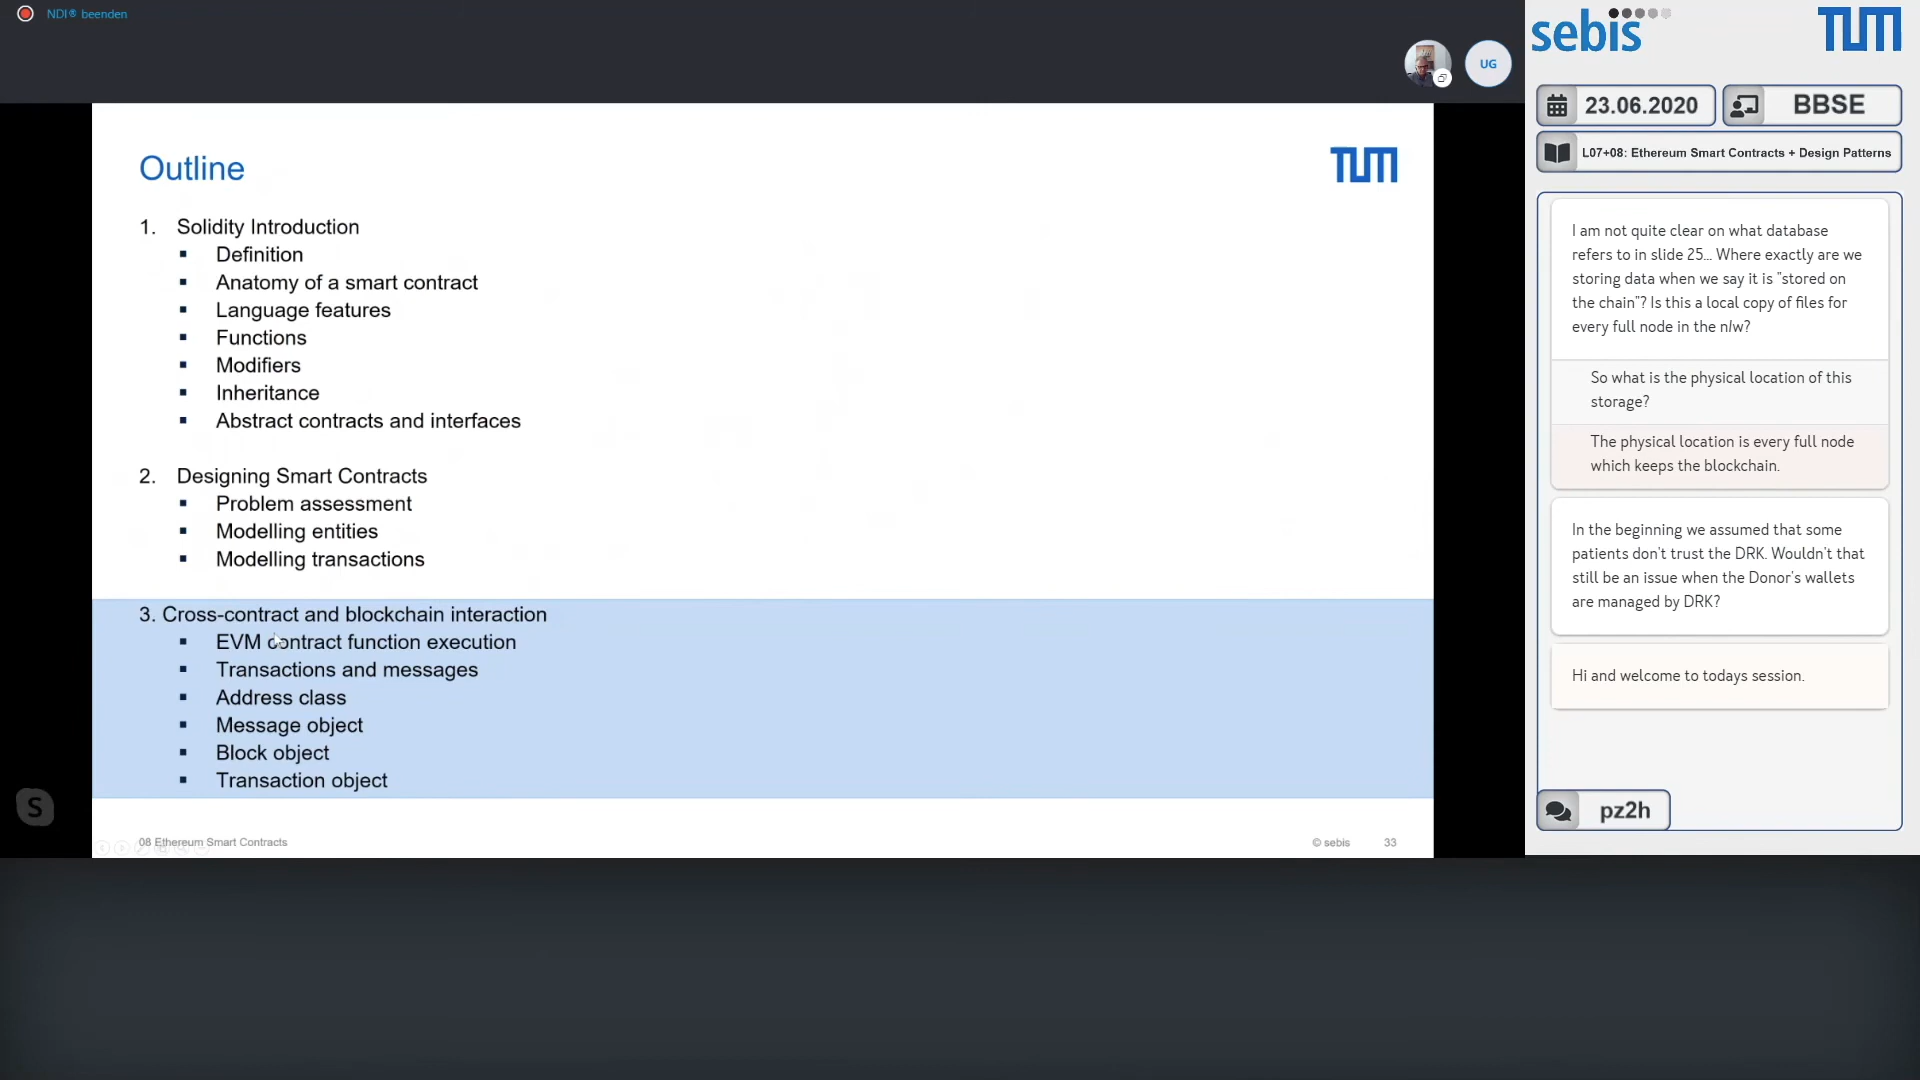 NDI® beenden
UG
Outline
TUM
1. Solidity Introduction
▪ Definition
▪ Anatomy of a smart contract
▪ Language features
▪ Functions
▪ Modifiers
▪ Inheritance
▪ Abstract contracts and interfaces
2. Designing Smart Contracts
▪ Problem assessment
▪ Modelling entities
▪ Modelling transactions
3. Cross-contract and blockchain interaction
▪ EVM contract function execution
▪ Transactions and messages
▪ Address class
▪ Message object
▪ Block object
▪ Transaction object
S
08 Ethereum Smart Contracts
© sebis 33
sebis
TUM
23.06.2020
BBSE
L07+08: Ethereum Smart Contracts + Design Patterns
I am not quite clear on what database
refers to in slide 25... Where exactly are we
storing data when we say it is "stored on
the chain"? Is this a local copy of files for
every full node in the n/w?
So what is the physical location of this
storage?
The physical location is every full node
which keeps the blockchain.
In the beginning we assumed that some
patients don't trust the DRK. Wouldn't that
still be an issue when the Donor's wallets
are managed by DRK?
Hi and welcome to todays session.
pz2h